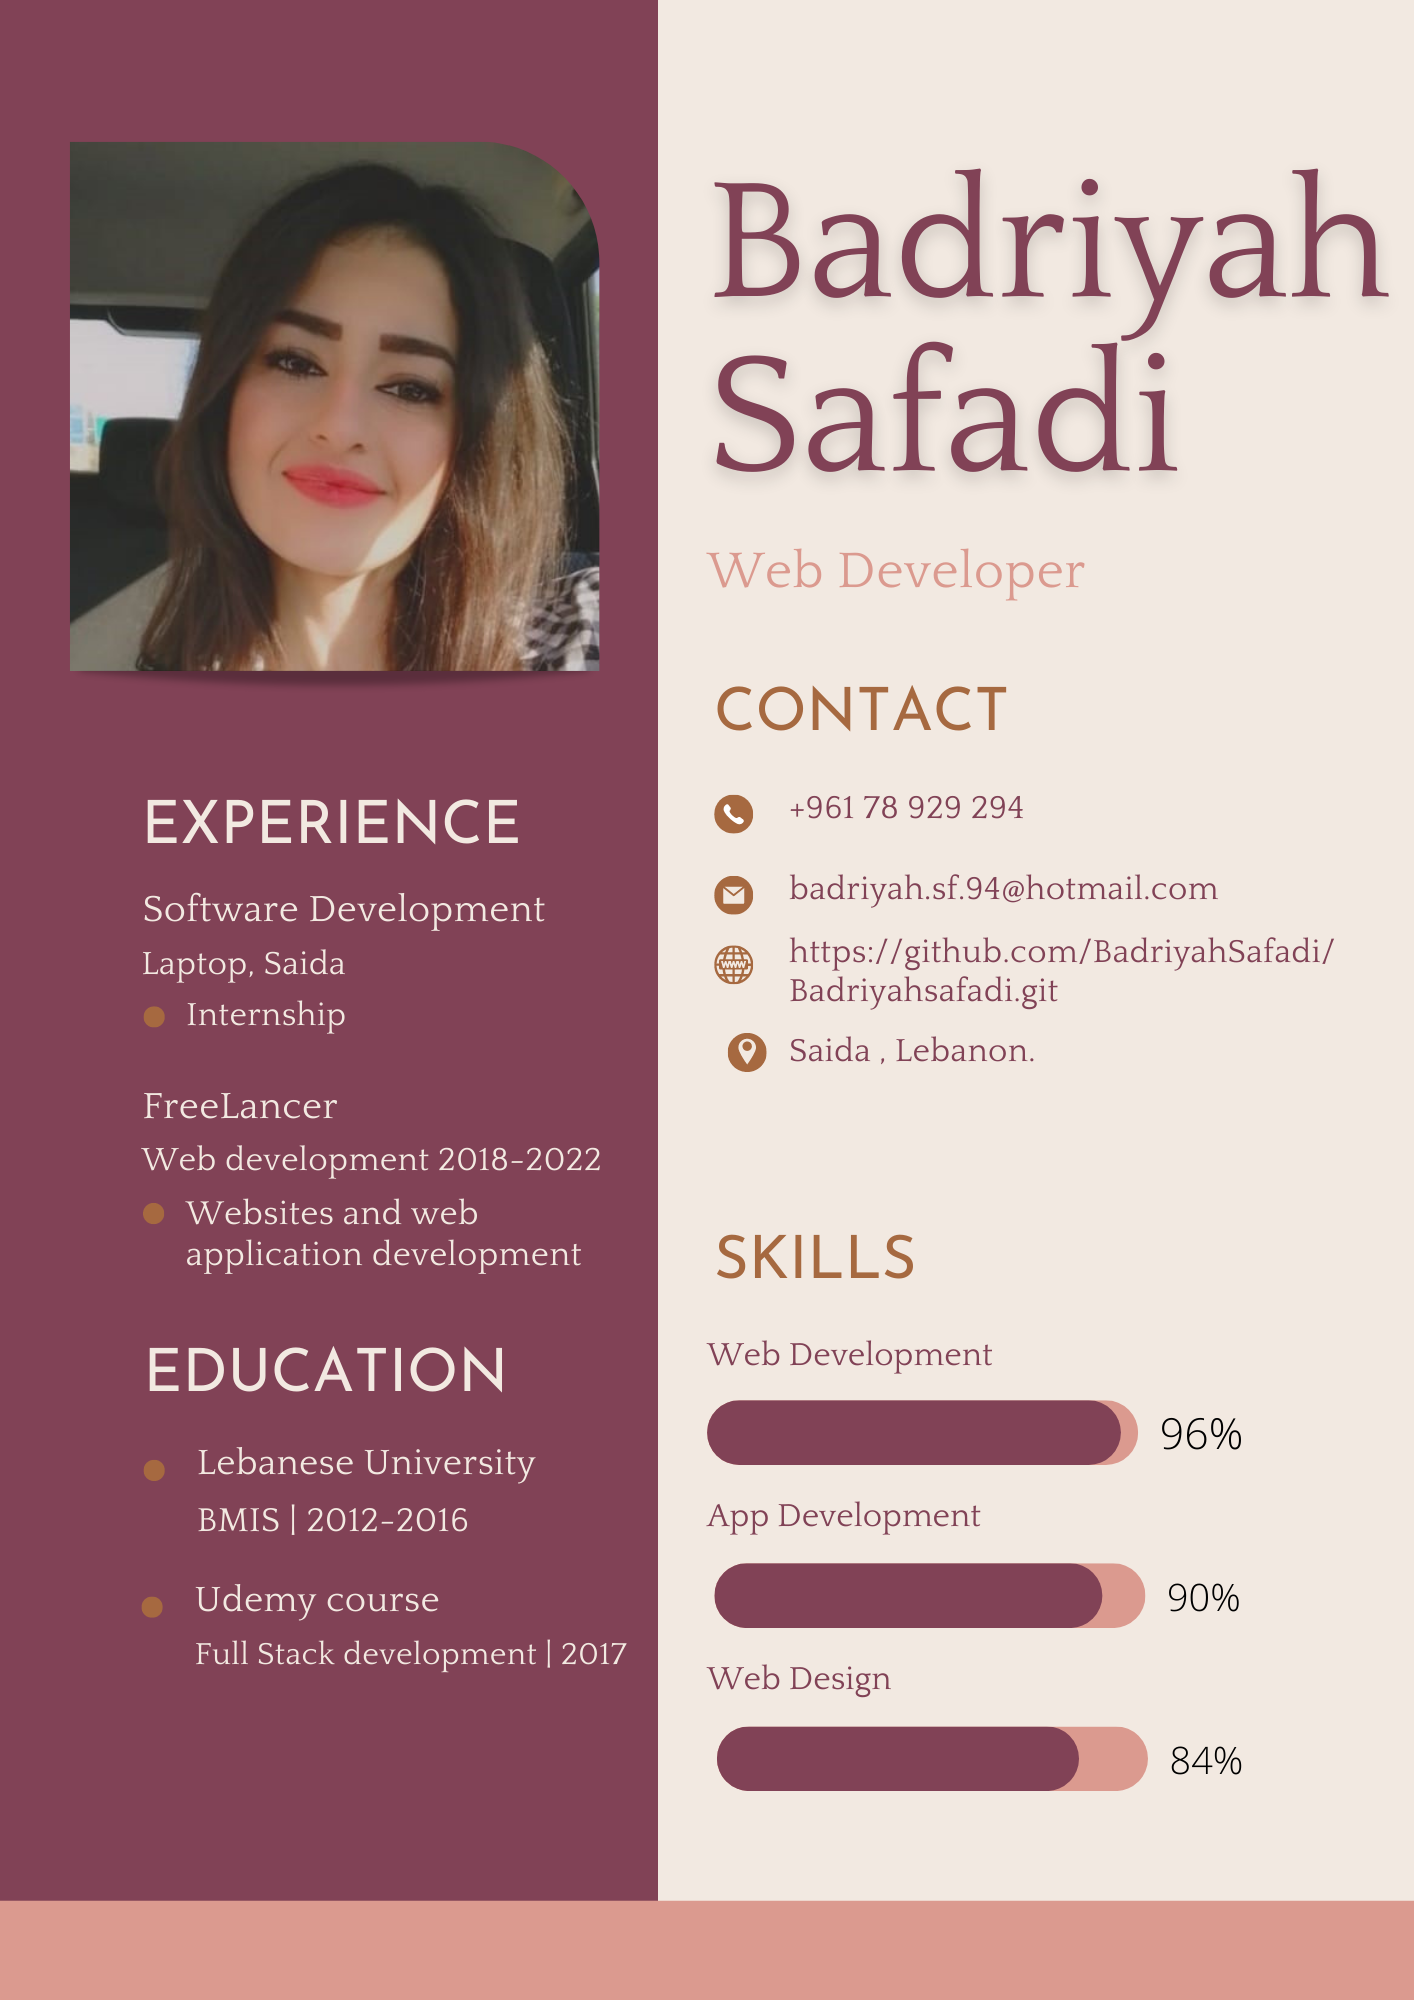 Badriyah
Safadi
Web Developer
CONTACT
+961 78 929 294
badriyah.sf.94@hotmail.com
https://github.com/BadriyahSafadi/
Badriyahsafadi.git
Saida , Lebanon.
EXPERIENCE
Software Development
Laptop, Saida
Internship
FreeLancer
Web development 2018-2022
Websites and web
application development
EDUCATION
Lebanese University
BMIS | 2012-2016
Udemy course
Full Stack development | 2017
SKILLS
Web Development
96%
App Development
90%
Web Design
84%